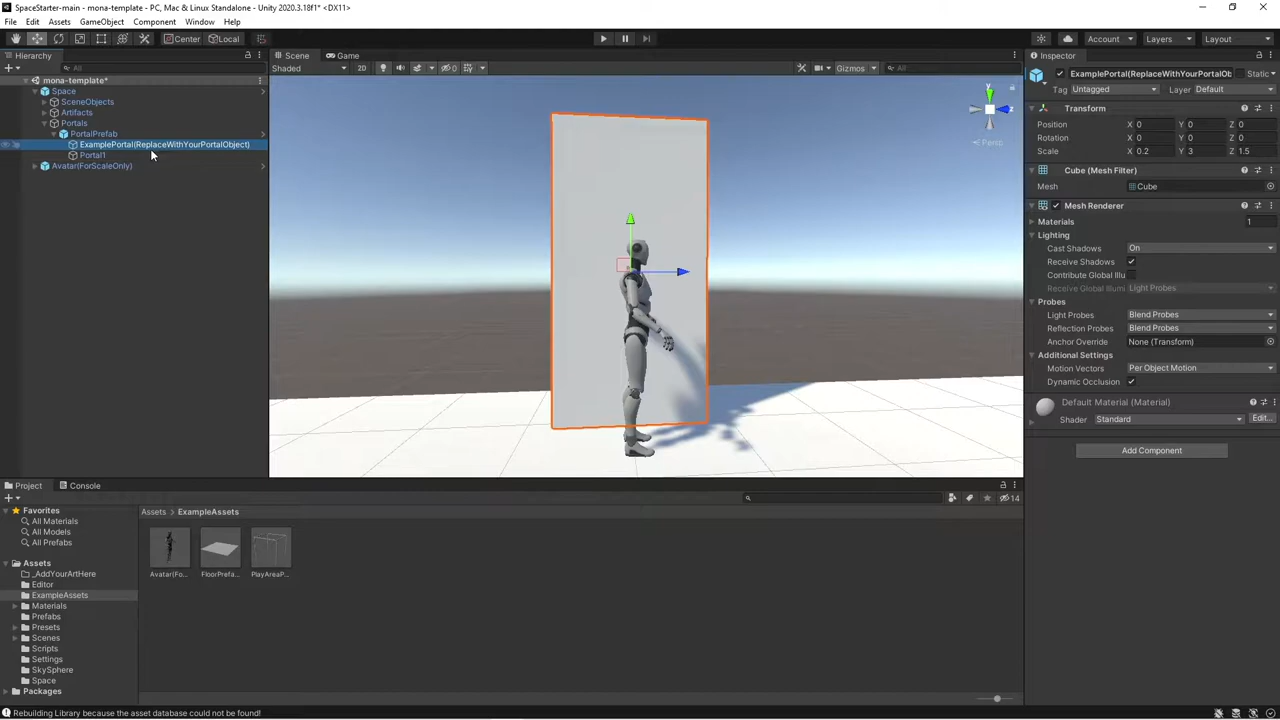 SpaceStarter-main - mona-template - PC, Mac & Linux Standalone - Unity 2020.3.18f1* <DX11>
File Edit Assets GameObject Component Window Help
Center Local Account Layers Layout
Hierarchy
All
mona-template*
Space
SceneObjects
Artifacts
Portals
PortalPrefab
ExamplePortal(ReplaceWithYourPortalObject)
Portal1
Avatar(ForScaleOnly)
Scene Game
Shaded 2D 0 Gizmos All
y
z
Persp
Inspector
ExamplePortal(ReplaceWithYourPortalOb Static
Tag Untagged Layer Default
Transform
Position X 0 Y 0 Z 0
Rotation X 0 Y 0 Z 0
Scale X 0.2 Y 3 Z 1.5
Cube (Mesh Filter)
Mesh Cube
Mesh Renderer
Materials 1
Lighting
Cast Shadows On
Receive Shadows
Contribute Global Illu
Receive Global Illumi Light Probes
Probes
Light Probes Blend Probes
Reflection Probes Blend Probes
Anchor Override None (Transform)
Additional Settings
Motion Vectors Per Object Motion
Dynamic Occlusion
Default Material (Material)
Shader Standard Edit...
Add Component
Project Console
14
Favorites
All Materials
All Models
All Prefabs
Assets
_AddYourArtHere
Editor
ExampleAssets
Materials
Prefabs
Presets
Scenes
Scripts
Settings
SkySphere
Space
Packages
Assets ExampleAssets
Avatar(Fo... FloorPrefa... PlayAreaP...
Rebuilding Library because the asset database could not be found!